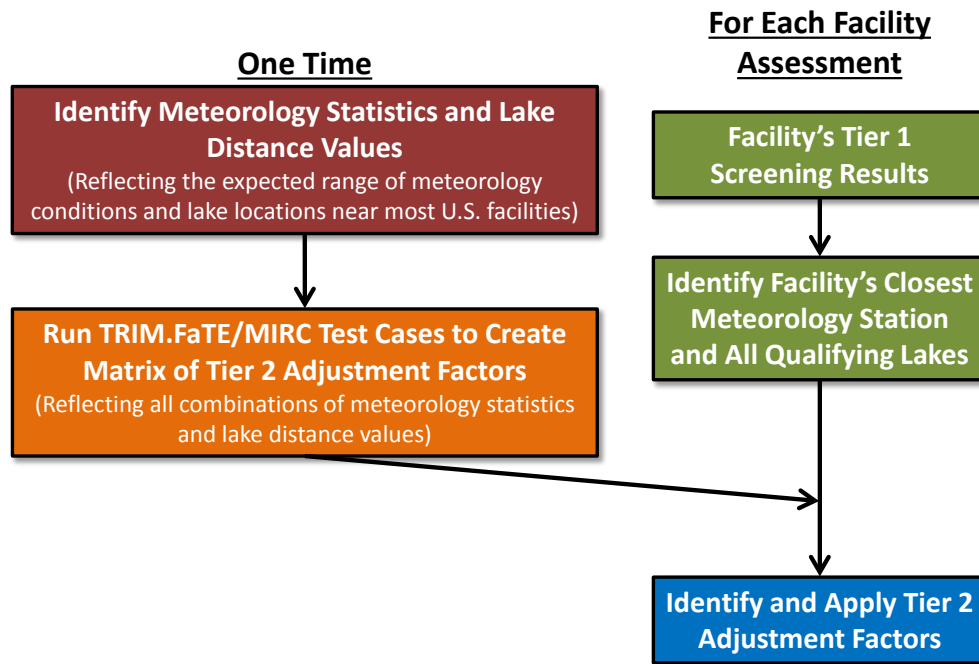 One Time
Identify Meteorology Statistics and Lake
Distance Values
(Reflecting the expected range of meteorology
conditions and lake locations near most U.S. facilities)
Run TRIM.FaTE/MIRC Test Cases to Create
Matrix of Tier 2 Adjustment Factors
(Reflecting all combinations of meteorology statistics
and lake distance values)
For Each Facility
Assessment
Facility’s Tier 1
Screening Results
Identify Facility’s Closest
Meteorology Station
and All Qualifying Lakes
Identify and Apply Tier 2
Adjustment Factors